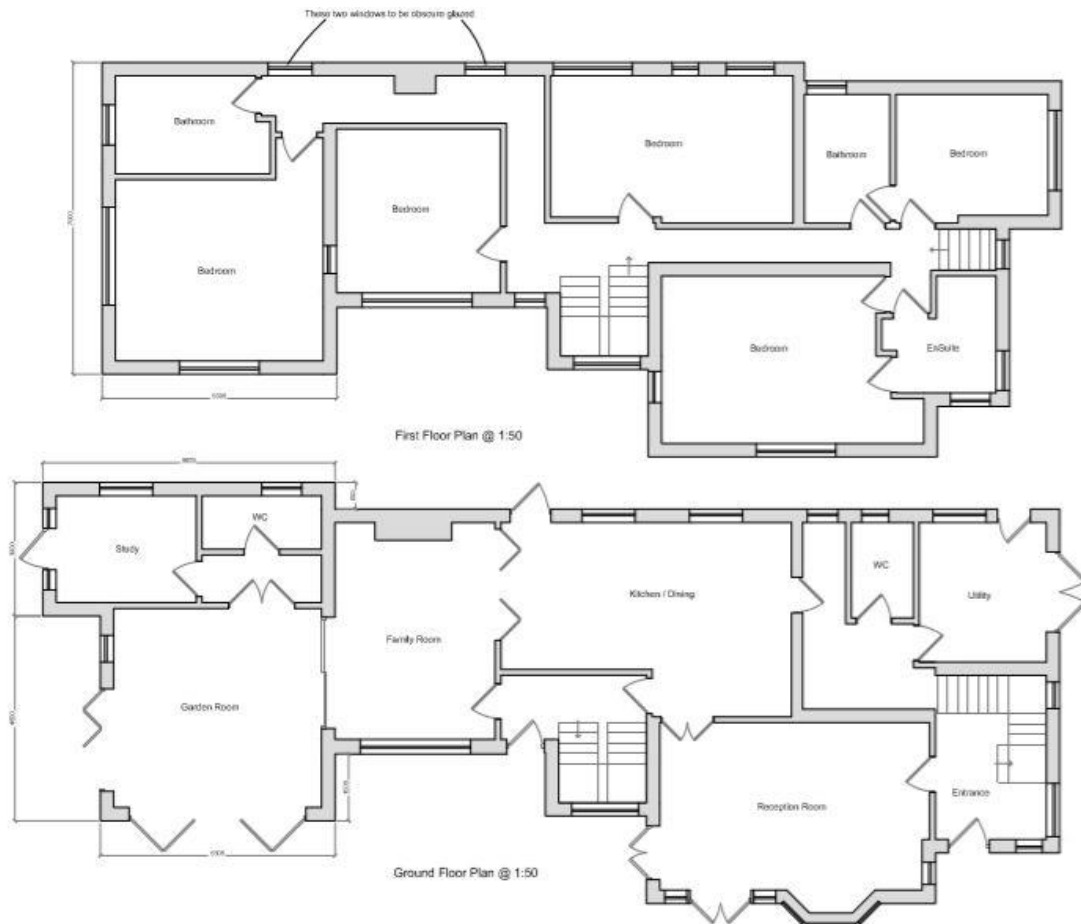 These two windows to be obscure glazed
Bathroom
Bedroom
Bathroom
Bedroom
Bedroom
Bedroom
Bedroom
EnSuite
First Floor Plan @ 1:50
WC
Study
Kitchen / Dining
WC
Utility
Family Room
Garden Room
Entrance
Reception Room
Ground Floor Plan @ 1:50